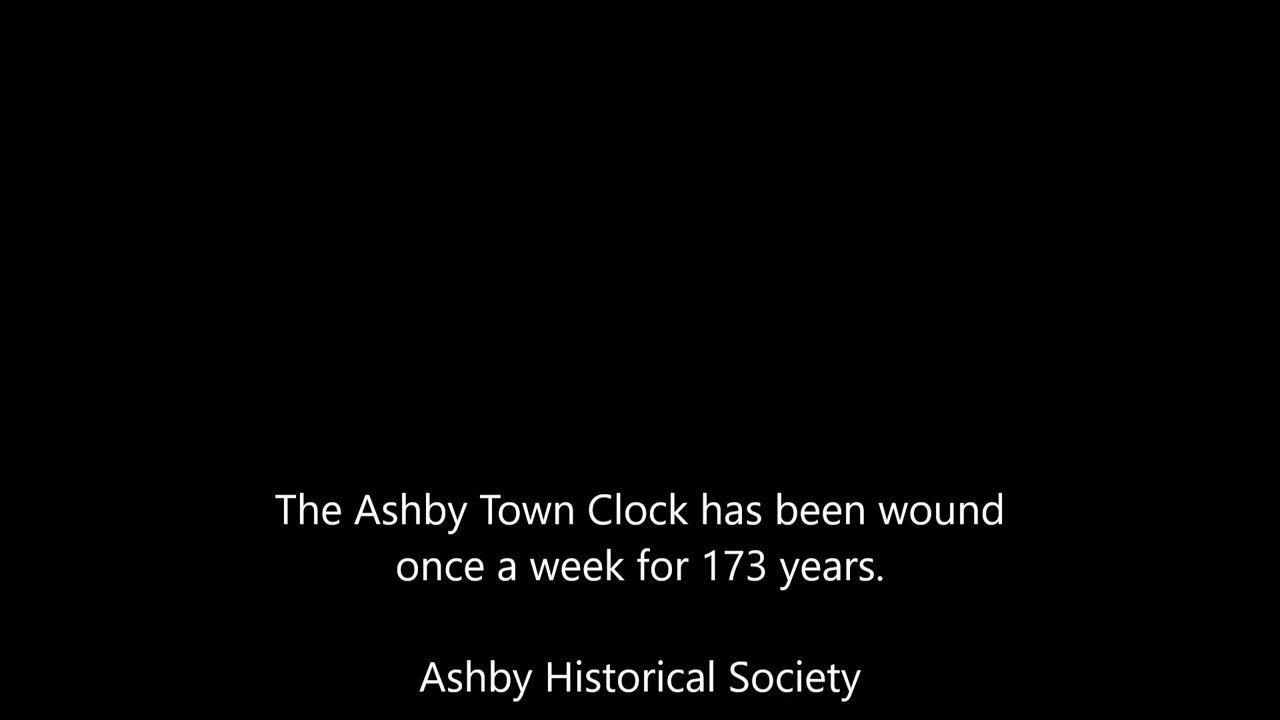 The Ashby Town Clock has been wound
once a week for 173 years.
Ashby Historical Society